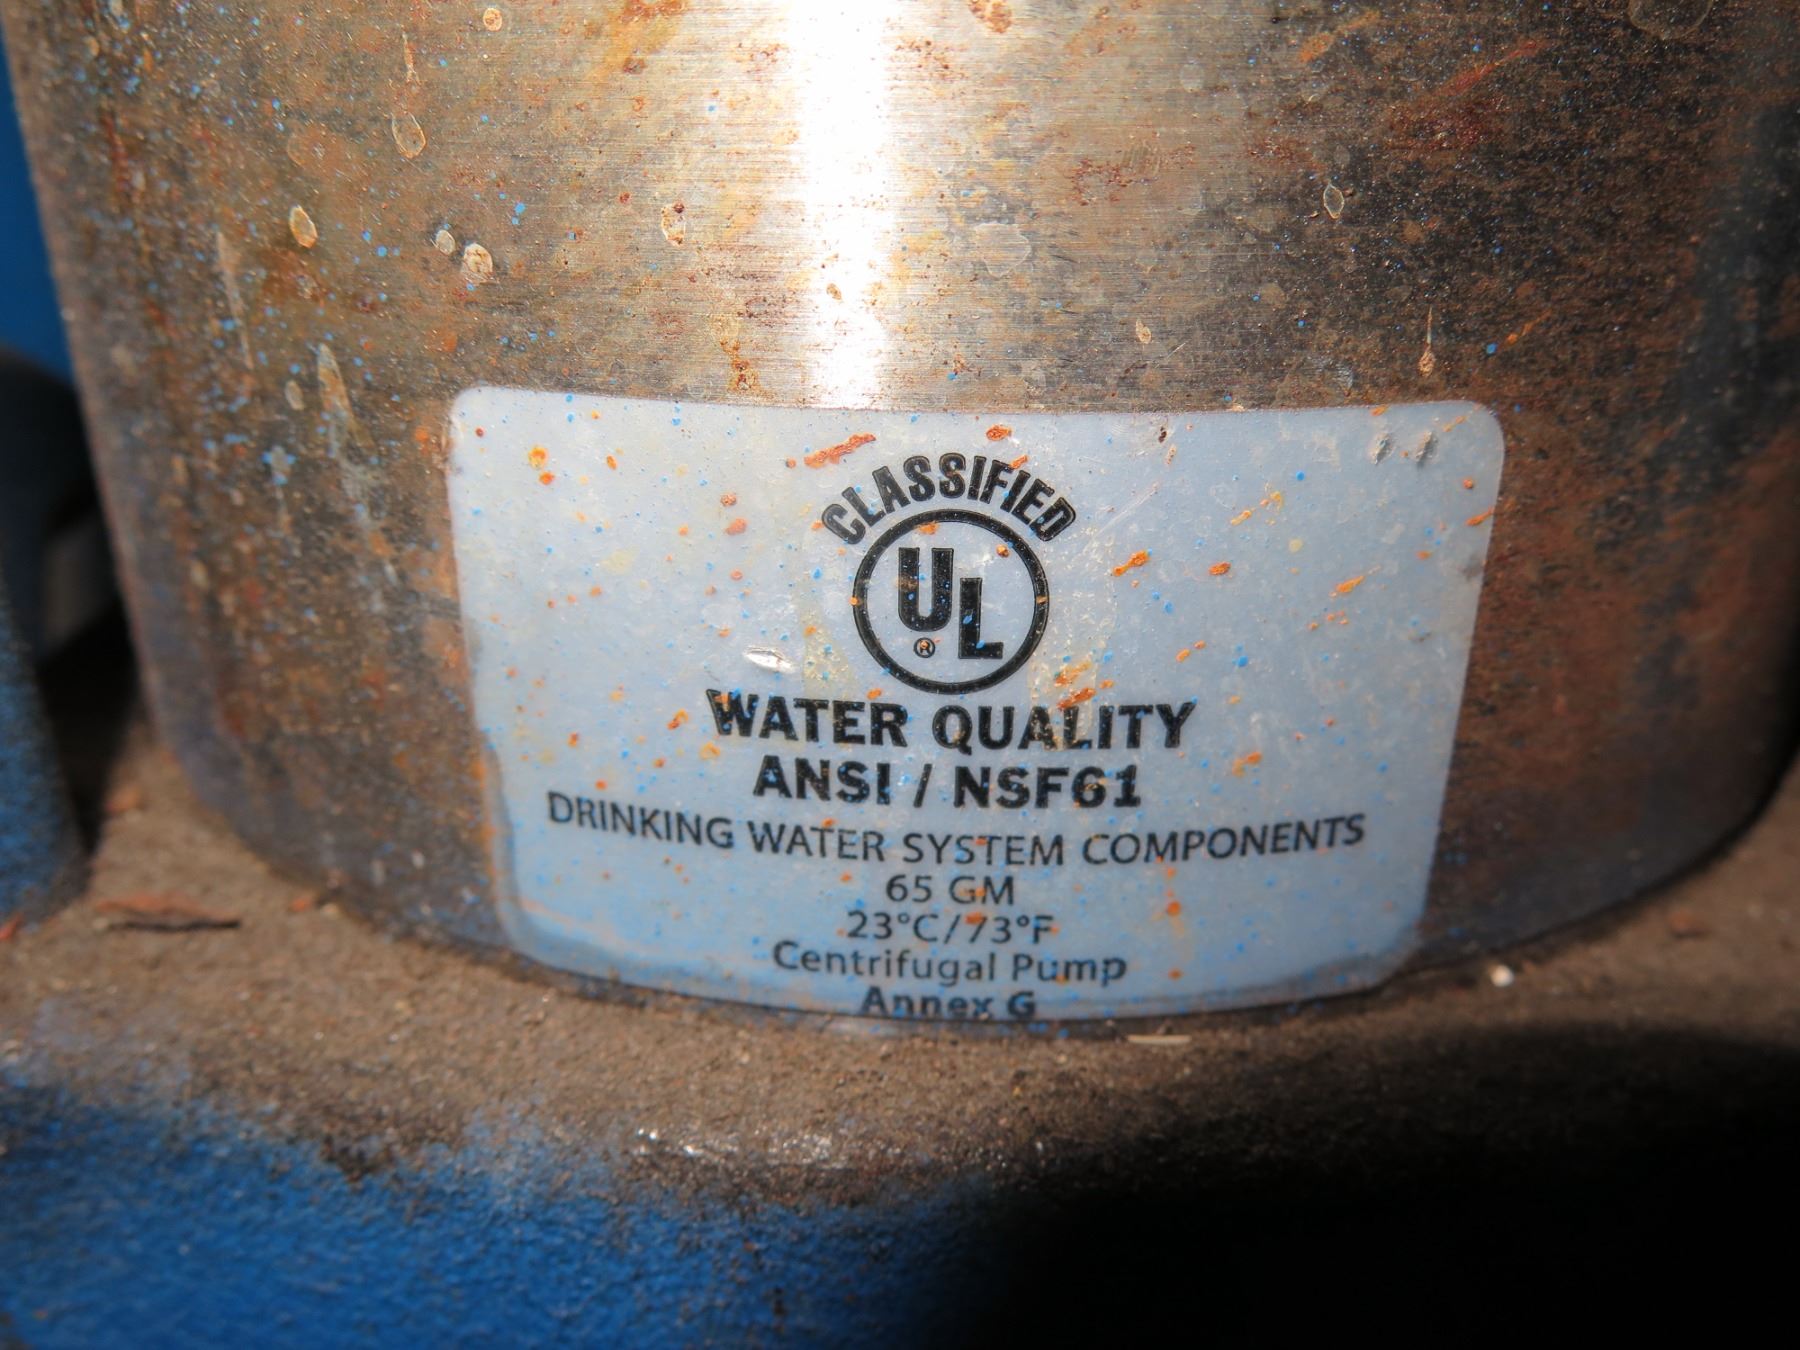 CLASSIFIED
UL
®
WATER QUALITY
ANSI / NSF61
DRINKING WATER SYSTEM COMPONENTS
65 GM
23°C/73°F
Centrifugal Pump
Annex G